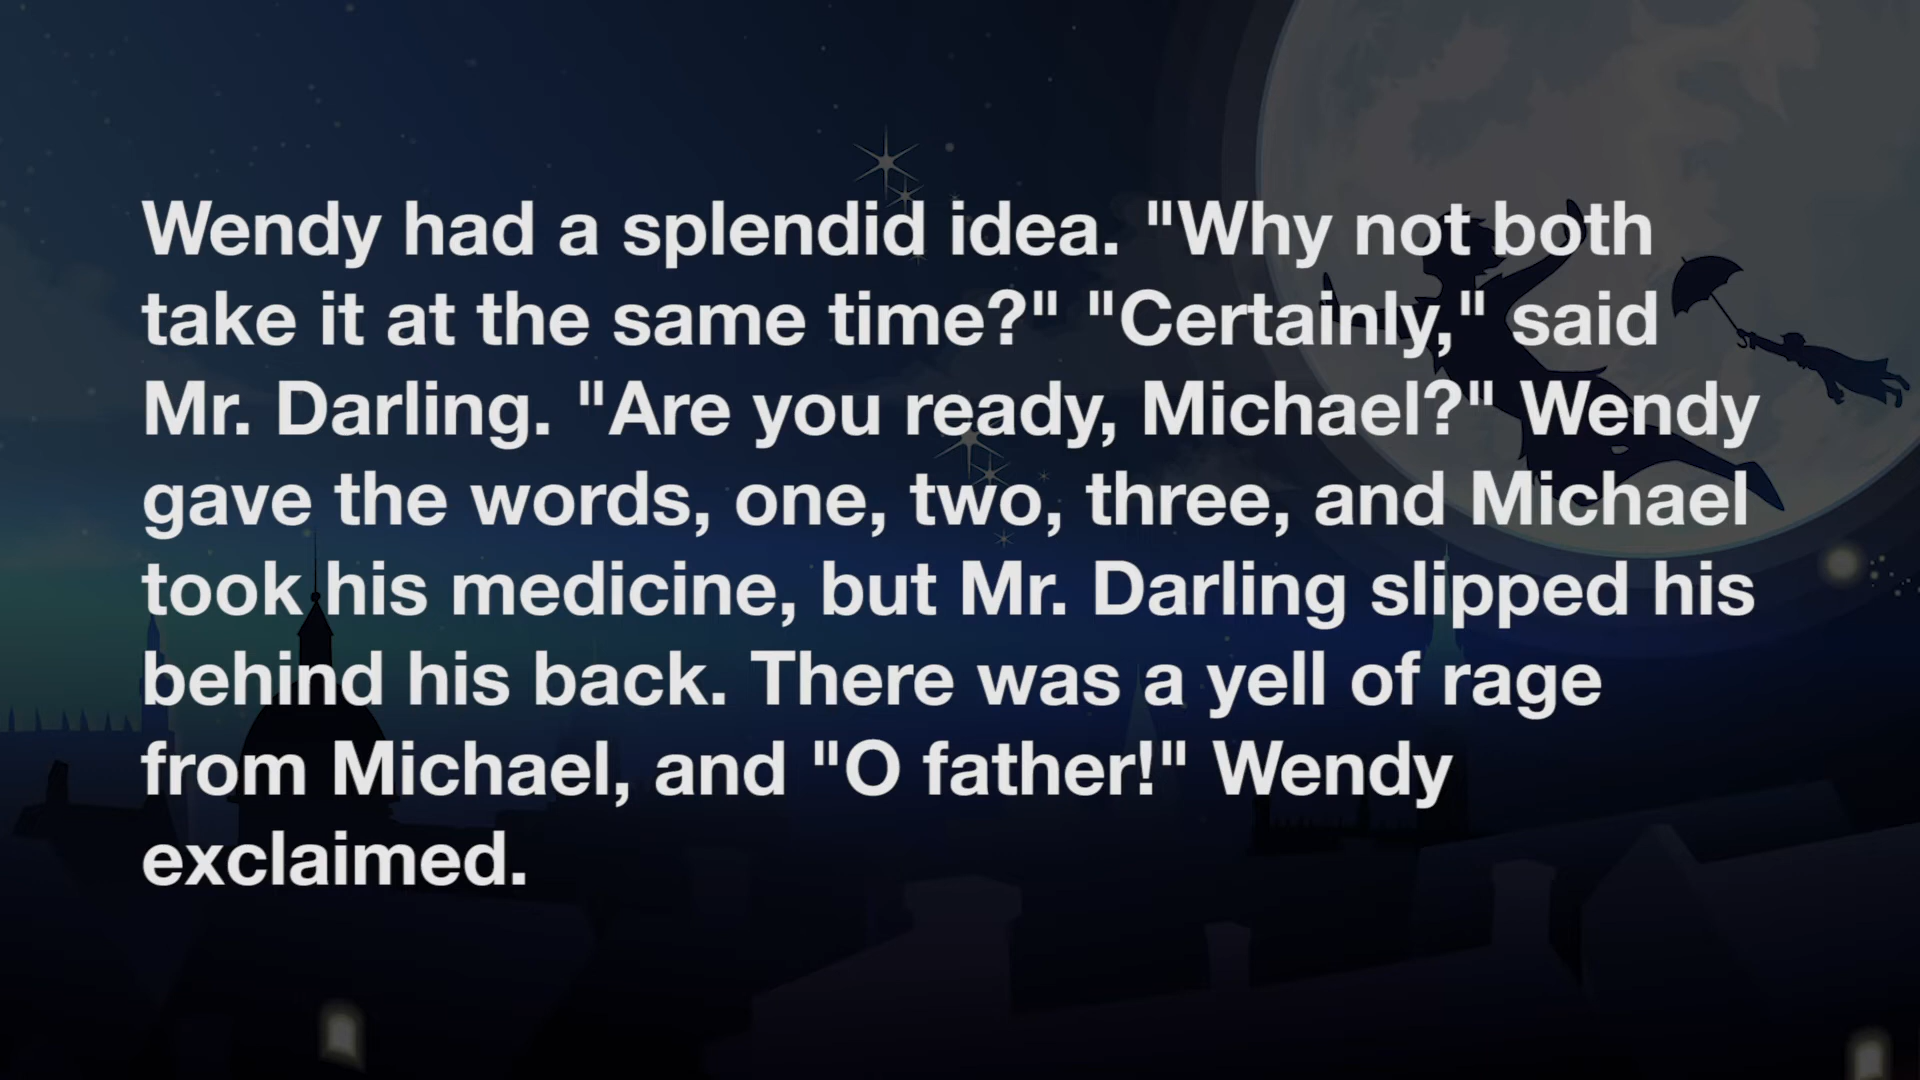 Wendy had a splendid idea. "Why not both
take it at the same time?" "Certainly," said
Mr. Darling. "Are you ready, Michael?" Wendy
gave the words, one, two, three, and Michael
took his medicine, but Mr. Darling slipped his
behind his back. There was a yell of rage
from Michael, and "O father!" Wendy
exclaimed.